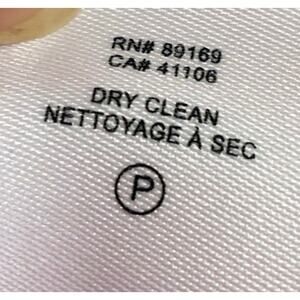 RN# 89169
CA# 41106
DRY CLEAN
NETTOYAGE À SEC
P